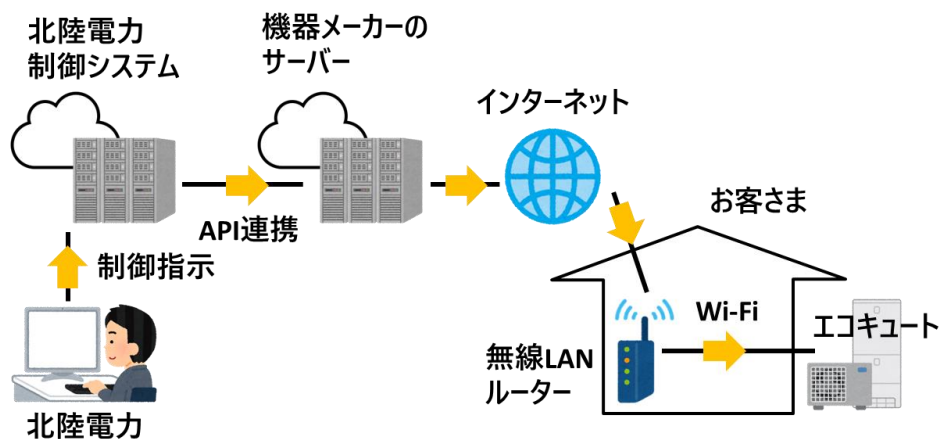 北陸電力
制御システム
機器メーカーの
サーバー
インターネット
API連携
お客さま
制御指示
Wi-Fi
エコキュート
無線LAN
ルーター
北陸電力